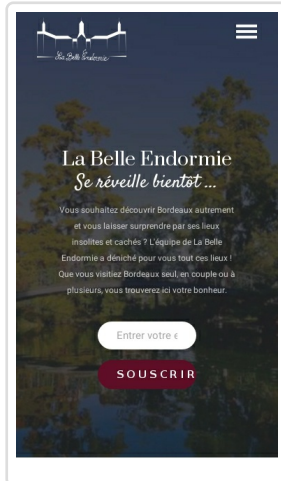 La Belle Endormie
La Belle Endormie
Se réveille bientôt ...
Vous souhaitez découvrir Bordeaux autrement
et vous laisser surprendre par ses lieux
insolites et cachés ? L'équipe de La Belle
Endormie a déniché pour vous tout ces lieux !
Que vous visitiez Bordeaux seul, en couple ou à
plusieurs, vous trouverez ici votre bonheur.
Entrer votre e
SOUSCRIR